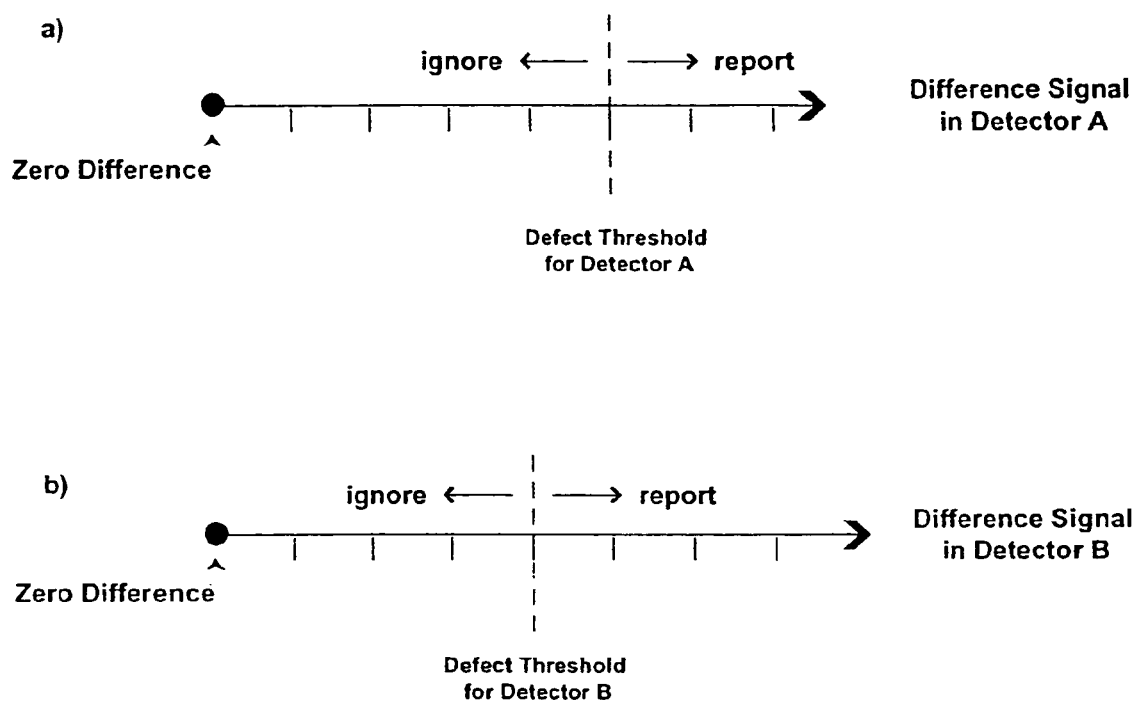 a)
ignore
report
Difference Signal
in Detector A
Zero Difference
Defect Threshold
for Detector A
b)
ignore
report
Difference Signal
in Detector B
Zero Difference
Defect Threshold
for Detector B